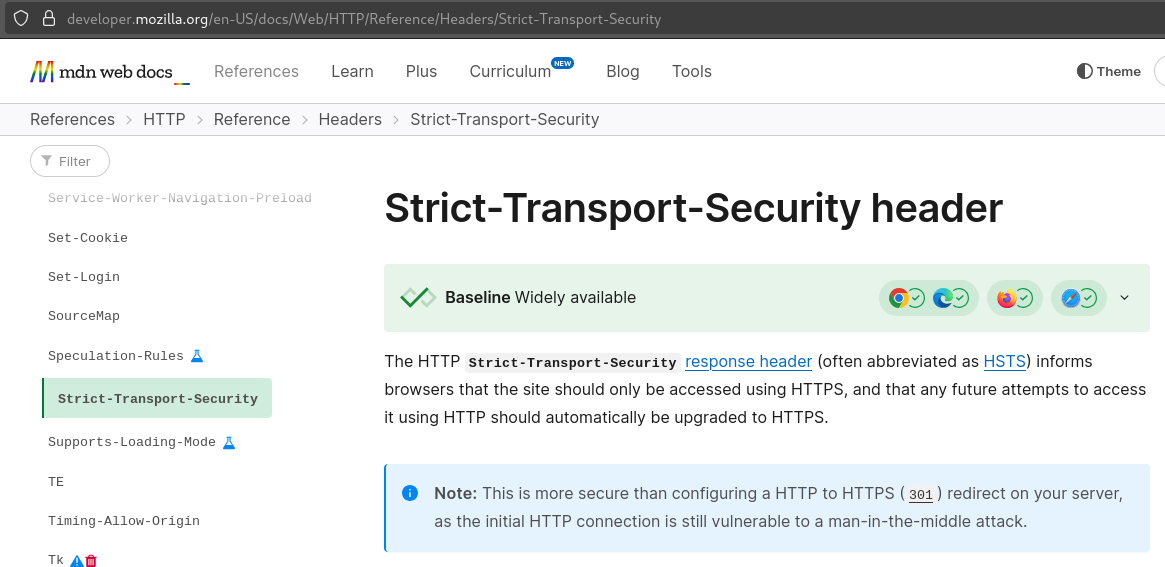 developer.mozilla.org/en-US/docs/Web/HTTP/Reference/Headers/Strict-Transport-Security
mdn web docs_ References Learn Plus Curriculum NEW Blog Tools Theme
References HTTP Reference Headers Strict-Transport-Security
Filter
Service-Worker-Navigation-Preload
Set-Cookie
Set-Login
SourceMap
Speculation-Rules
Strict-Transport-Security
Supports-Loading-Mode
TE
Timing-Allow-Origin
Tk
Strict-Transport-Security header
Baseline Widely available
The HTTP Strict-Transport-Security response header (often abbreviated as HSTS) informs
browsers that the site should only be accessed using HTTPS, and that any future attempts to access
it using HTTP should automatically be upgraded to HTTPS.
Note: This is more secure than configuring a HTTP to HTTPS (301) redirect on your server,
as the initial HTTP connection is still vulnerable to a man-in-the-middle attack.